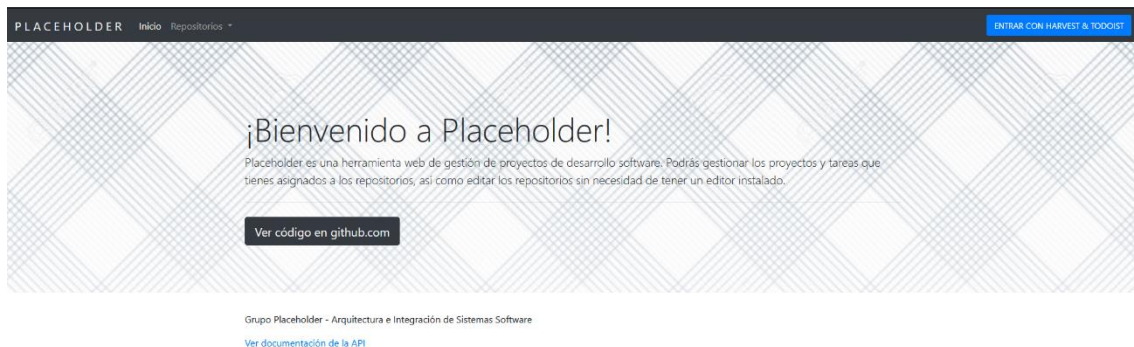 PLACEHOLDER Inicio Repositorios ENTRAR CON HARVEST & TODOIST
¡Bienvenido a Placeholder!
Placeholder es una herramienta web de gestión de proyectos de desarrollo software. Podrás gestionar los proyectos y tareas que
tienes asignados a los repositorios, así como editar los repositorios sin necesidad de tener un editor instalado.
Ver código en github.com
Grupo Placeholder - Arquitectura e Integración de Sistemas Software
Ver documentación de la API